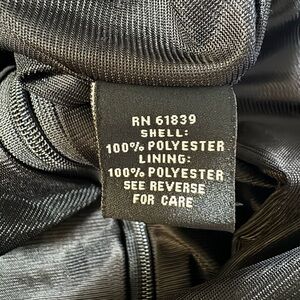 RN 61839
SHELL:
100% POLYESTER
LINING:
100% POLYESTER
SEE REVERSE
FOR CARE